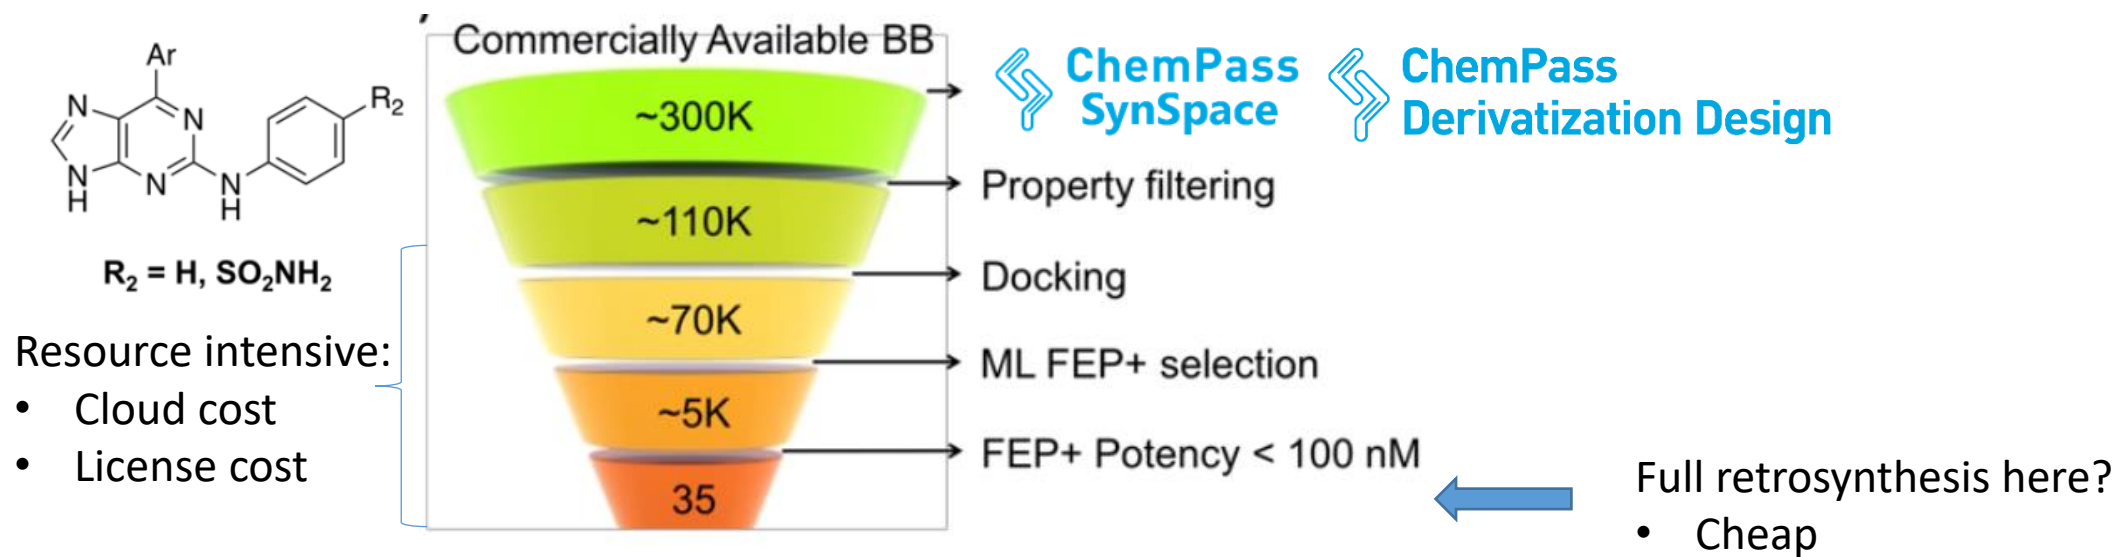 Commercially Available BB
Ar
N
N
N
N
H
N
H
R2
R2 = H, SO2NH2
~300K
~110K
~70K
~5K
35
ChemPass
SynSpace
ChemPass
Derivatization Design
Property filtering
Docking
ML FEP+ selection
FEP+ Potency < 100 nM
Resource intensive:
• Cloud cost
• License cost
Full retrosynthesis here?
• Cheap